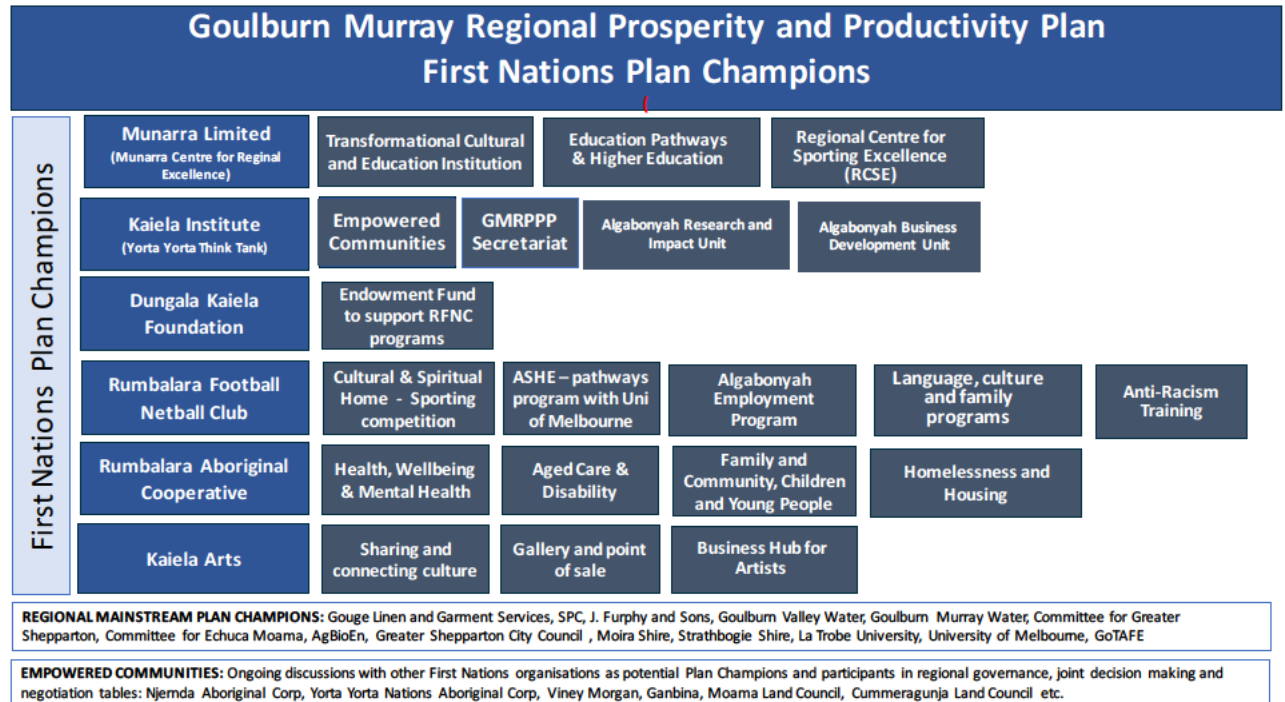 Goulburn Murray Regional Prosperity and Productivity Plan
First Nations Plan Champions
(
First Nations Plan Champions
Munarra Limited
(Munarra Centre for Reginal
Excellence)
Transformational Cultural
and Education Institution
Education Pathways
& Higher Education
Regional Centre for
Sporting Excellence
(RCSE)
Kaiela Institute
(Yorta Yorta Think Tank)
Empowered
Communities
GMRPPP
Secretariat
Algabonyah Research and
Impact Unit
Algabonyah Business
Development Unit
Dungala Kaiela
Foundation
Endowment Fund
to support RFNC
programs
Rumbalara Football
Netball Club
Cultural & Spiritual
Home - Sporting
competition
ASHE – pathways
program with Uni
of Melbourne
Algabonyah
Employment
Program
Language, culture
and family
programs
Anti-Racism
Training
Rumbalara Aboriginal
Cooperative
Health, Wellbeing
& Mental Health
Aged Care &
Disability
Family and
Community, Children
and Young People
Homelessness and
Housing
Kaiela Arts
Sharing and
connecting culture
Gallery and point
of sale
Business Hub for
Artists
REGIONAL MAINSTREAM PLAN CHAMPIONS: Gouge Linen and Garment Services, SPC, J. Furphy and Sons, Goulburn Valley Water, Goulburn Murray Water, Committee for Greater
Shepparton, Committee for Echuca Moama, AgBioEn, Greater Shepparton City Council , Moira Shire, Strathbogie Shire, La Trobe University, University of Melbourne, GoTAFE
EMPOWERED COMMUNITIES: Ongoing discussions with other First Nations organisations as potential Plan Champions and participants in regional governance, joint decision making and
negotiation tables: Njernda Aboriginal Corp, Yorta Yorta Nations Aboriginal Corp, Viney Morgan, Ganbina, Moama Land Council, Cummeragunja Land Council etc.